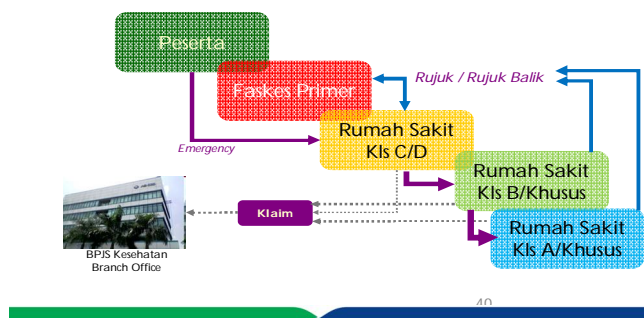 Peserta
Faskes Primer
Rujuk / Rujuk Balik
Emergency
Rumah Sakit
Kls C/D
Rumah Sakit
Kls B/Khusus
Klaim
Rumah Sakit
Kls A/Khusus
BPJS Kesehatan
Branch Office